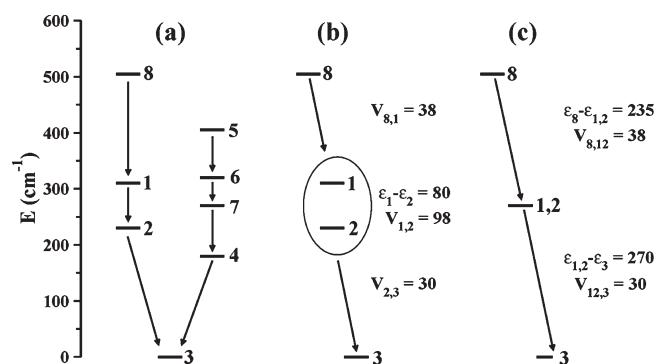 600
500
400
300
200
100
0
E (cm⁻¹)
(a)
8
1
2
5
6
7
4
3
(b)
8
V₈,₁ = 38
1
2
ε₁-ε₂ = 80
V₁,₂ = 98
V₂,₃ = 30
3
(c)
8
ε₈-ε₁,₂ = 235
V₈,₁₂ = 38
1,2
ε₁,₂-ε₃ = 270
V₁₂,₃ = 30
3